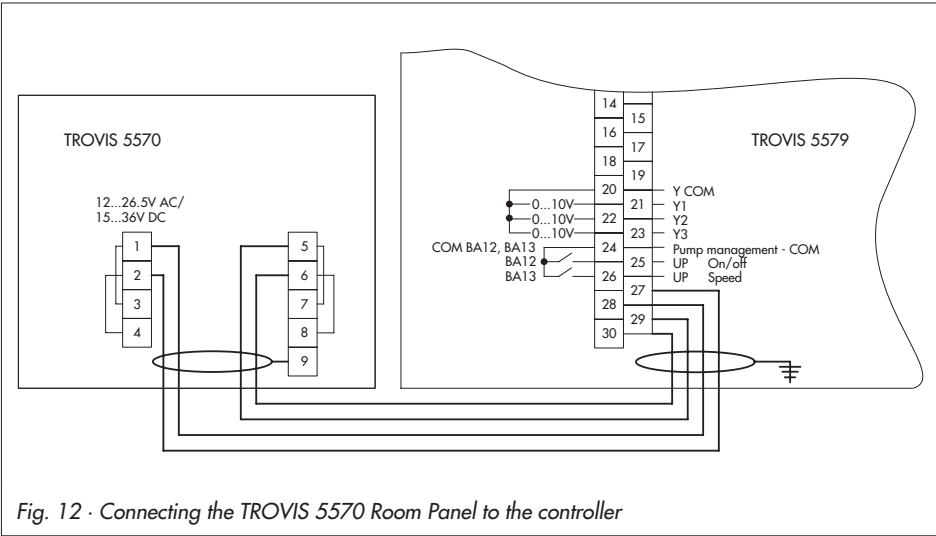 TROVIS 5570
12...26.5V AC/
15...36V DC
1
2
3
4
5
6
7
8
9
TROVIS 5579
14
15
16
17
18
19
20
Y COM
0...10V
21
Y1
0...10V
22
Y2
0...10V
23
Y3
COM BA12, BA13
24
Pump management - COM
BA12
25
UP On/off
BA13
26
UP Speed
27
28
29
30
Fig. 12 · Connecting the TROVIS 5570 Room Panel to the controller